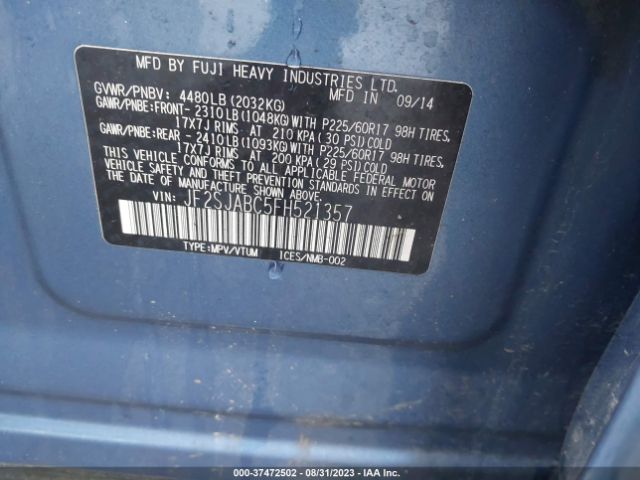 MFD BY FUJI HEAVY INDUSTRIES LTD.
GVWR/PNBV: 4480LB(2032KG) MFD IN 09/14
GAWR/PNBE:FRONT- 2310LB(1048KG)WITH P225/60R17 98H TIRES,
17X7J RIMS AT 210 KPA(30 PSI)COLD
GAWR/PNBE:REAR - 2410LB(1093KG)WITH P225/60R17 98H TIRES,
17X7J RIMS AT 200 KPA(29 PSI)COLD
THIS VEHICLE CONFORMS TO ALL APPLICABLE FEDERAL MOTOR
VEHICLE SAFETY AND THEFT PREVENTION STANDARDS IN EFFECT
ON THE DATE OF MANUFACTURE SHOWN ABOVE.
VIN: JF2SJABC5FH521357
TYPE:MPV/VTUM ICES/NMB-002
000-37472502 - 08/31/2023 - IAA Inc.